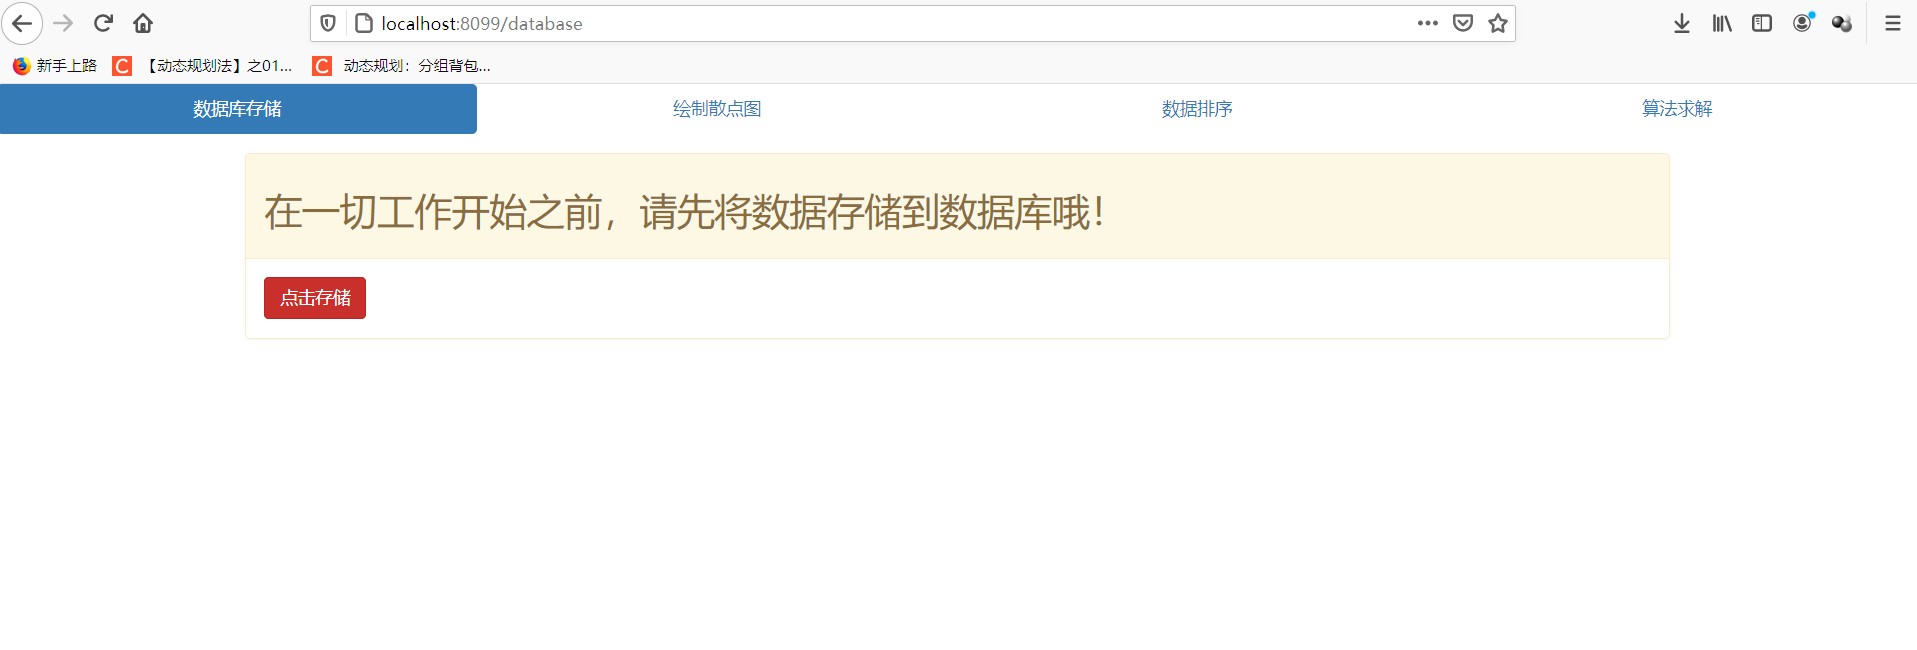 localhost:8099/database
新手上路 C 【动态规划法】之01... C 动态规划：分组背包...
数据库存储 绘制散点图 数据排序 算法求解
在一切工作开始之前，请先将数据存储到数据库哦！
点击存储